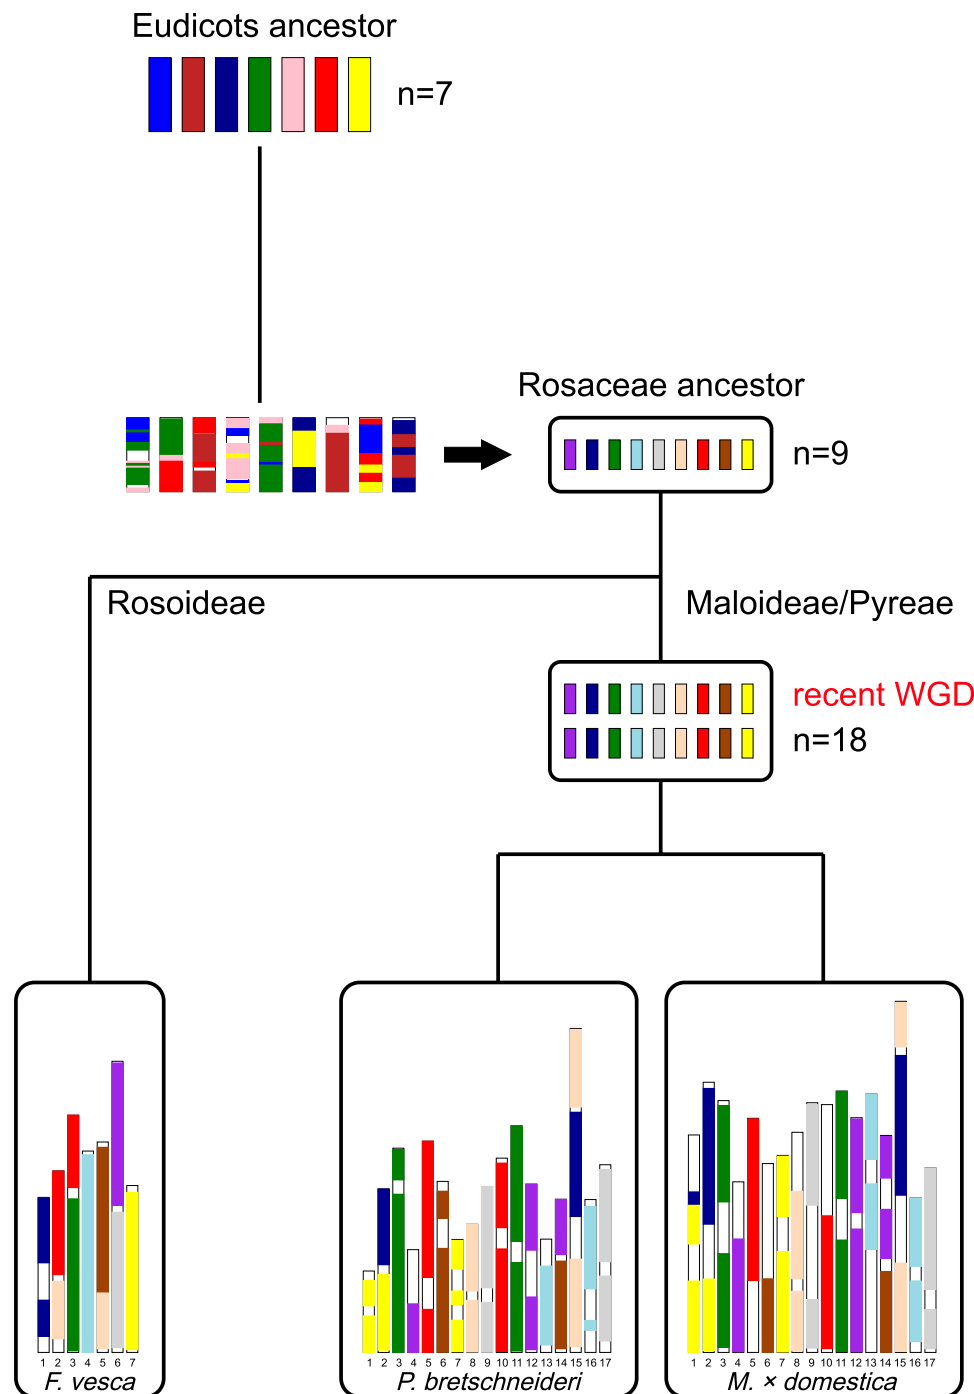 Eudicots ancestor
n=7
Rosaceae ancestor
n=9
Rosoideae
Maloideae/Pyreae
recent WGD
n=18
1 2 3 4 5 6 7
F. vesca
1 2 3 4 5 6 7 8 9 10 11 12 13 14 15 16 17
P. bretschneideri
1 2 3 4 5 6 7 8 9 10 11 12 13 14 15 16 17
M. × domestica